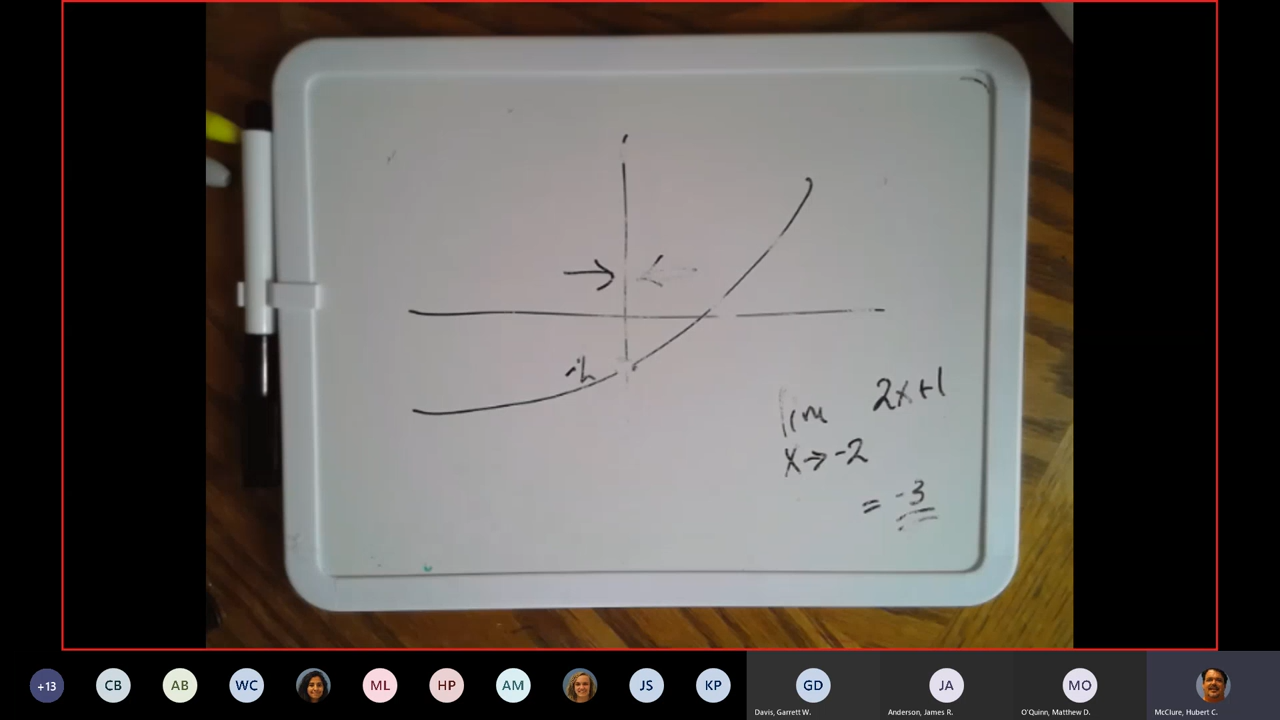 -2
lim 2x+1
x→-2
= -3
+13 CB AB WC ML HP AM JS KP GD JA MO
Davis, Garrett W. Anderson, James R. O'Quinn, Matthew D. McClure, Hubert C.